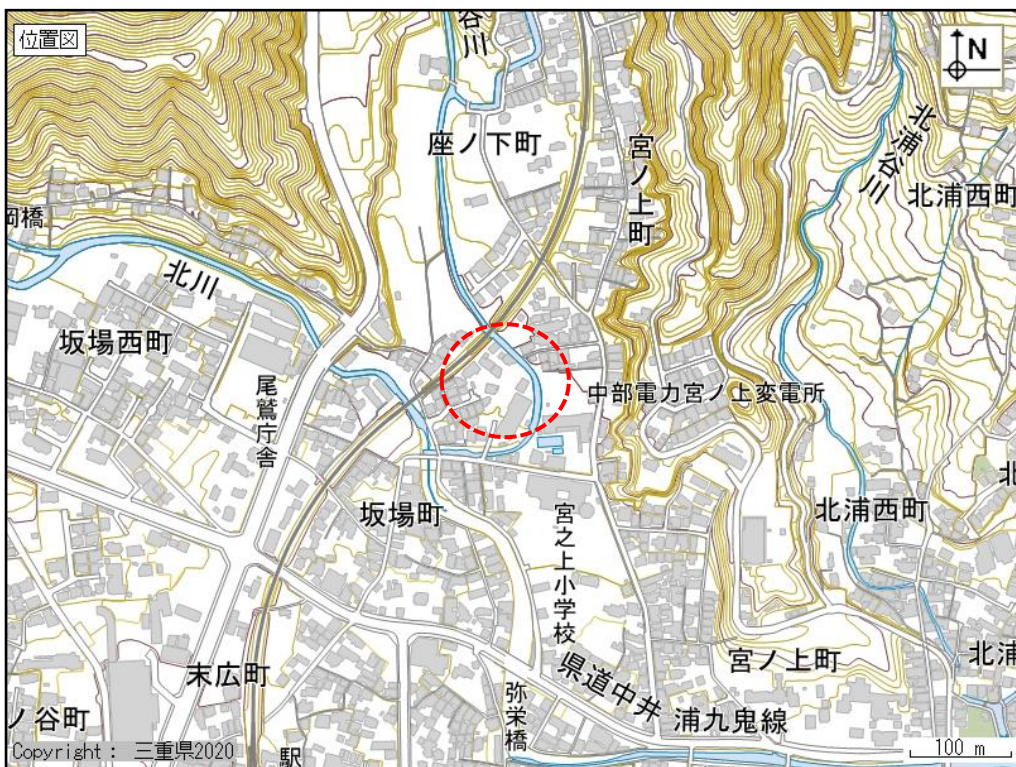 位置図
谷川
N
座ノ下町
宮ノ上町
北浦谷川
北浦西町
岡橋
北川
坂場西町
尾鷲庁舎
中部電力宮ノ上変電所
坂場町
宮之上小学校
北浦西町
北
末広町
宮ノ上町
北浦
県道中井浦九鬼線
弥栄橋
ノ谷町
駅
Copyright : 三重県2020
100 m